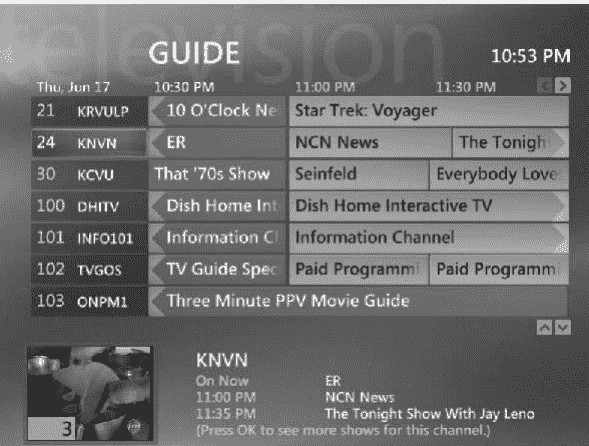 television
GUIDE
10:53 PM
Thu, Jun 17 10:30 PM 11:00 PM 11:30 PM
21 KRVULP 10 O'Clock Ne Star Trek: Voyager
24 KNVN ER NCN News The Tonigh
30 KCVU That '70s Show Seinfeld Everybody Love
100 DHITV Dish Home Int Dish Home Interactive TV
101 INFO101 Information C Information Channel
102 TVGOS TV Guide Spec Paid Programmi Paid Programmi
103 ONPM1 Three Minute PPV Movie Guide
KNVN
On Now ER
11:00 PM NCN News
11:35 PM The Tonight Show With Jay Leno
(Press OK to see more shows for this channel.)
3